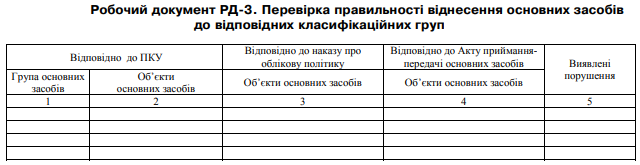 Робочий документ РД-3. Перевірка правильності віднесення основних засобів
до відповідних класифікаційних груп
Відповідно до ПКУ
Відповідно до наказу про
облікову політику
Відповідно до Акту приймання-
передачі основних засобів
Виявлені
порушення
Група основних
засобів
Об’єкти
основних засобів
Об’єкти основних засобів
Об’єкти основних засобів
1 2 3 4 5